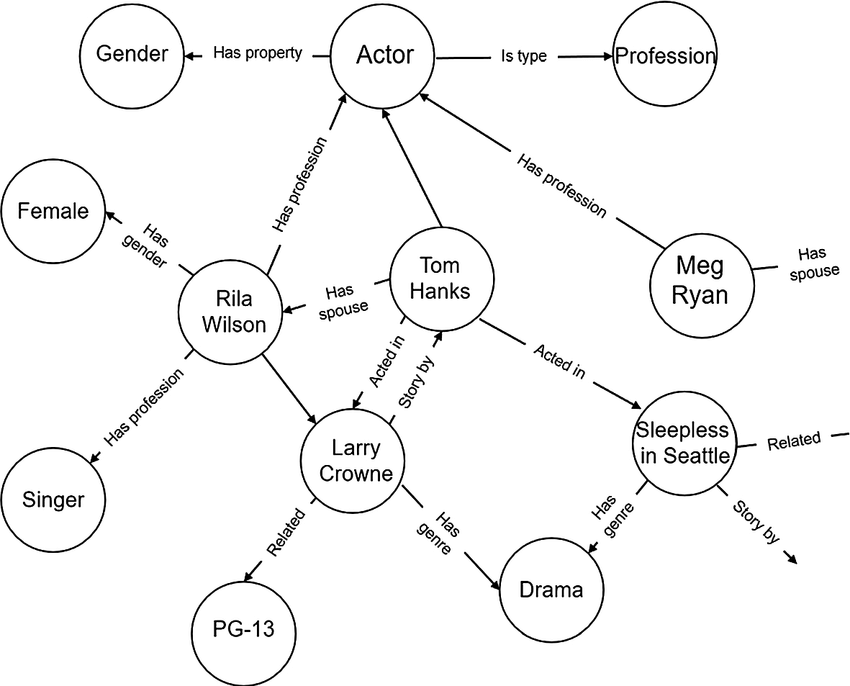 Gender
Has property
Actor
Is type
Profession
Has profession
Has profession
Female
Has
gender
Rila
Wilson
Has
spouse
Tom
Hanks
Meg
Ryan
Has
spouse
Has profession
Acted in
Story by
Acted in
Singer
Larry
Crowne
Sleepless
in Seattle
Related
Related
Has
genre
Has
genre
Story by
PG-13
Drama